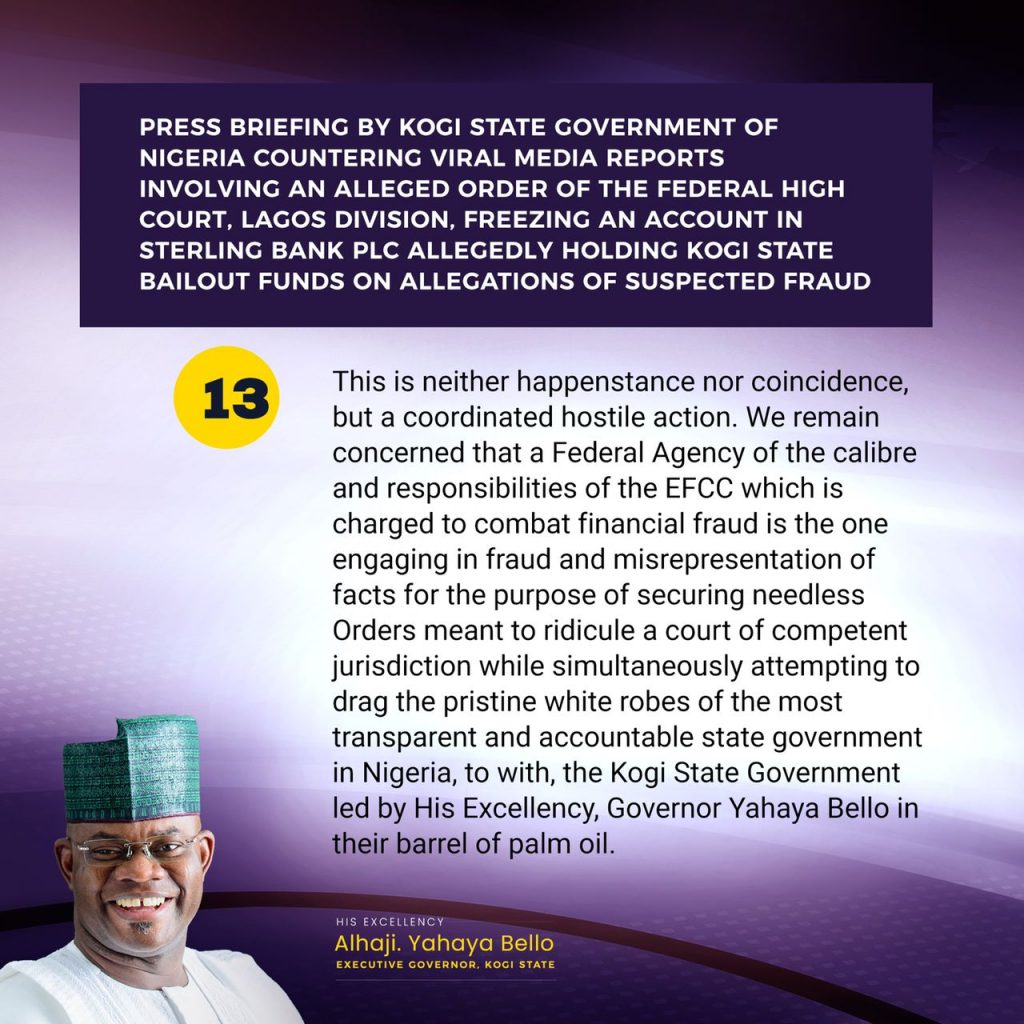 PRESS BRIEFING BY KOGI STATE GOVERNMENT OF
NIGERIA COUNTERING VIRAL MEDIA REPORTS
INVOLVING AN ALLEGED ORDER OF THE FEDERAL HIGH
COURT, LAGOS DIVISION, FREEZING AN ACCOUNT IN
STERLING BANK PLC ALLEGEDLY HOLDING KOGI STATE
BAILOUT FUNDS ON ALLEGATIONS OF SUSPECTED FRAUD
13
This is neither happenstance nor coincidence,
but a coordinated hostile action. We remain
concerned that a Federal Agency of the calibre
and responsibilities of the EFCC which is
charged to combat financial fraud is the one
engaging in fraud and misrepresentation of
facts for the purpose of securing needless
Orders meant to ridicule a court of competent
jurisdiction while simultaneously attempting to
drag the pristine white robes of the most
transparent and accountable state government
in Nigeria, to with, the Kogi State Government
led by His Excellency, Governor Yahaya Bello in
their barrel of palm oil.
HIS EXCELLENCY
Alhaji. Yahaya Bello
EXECUTIVE GOVERNOR, KOGI STATE